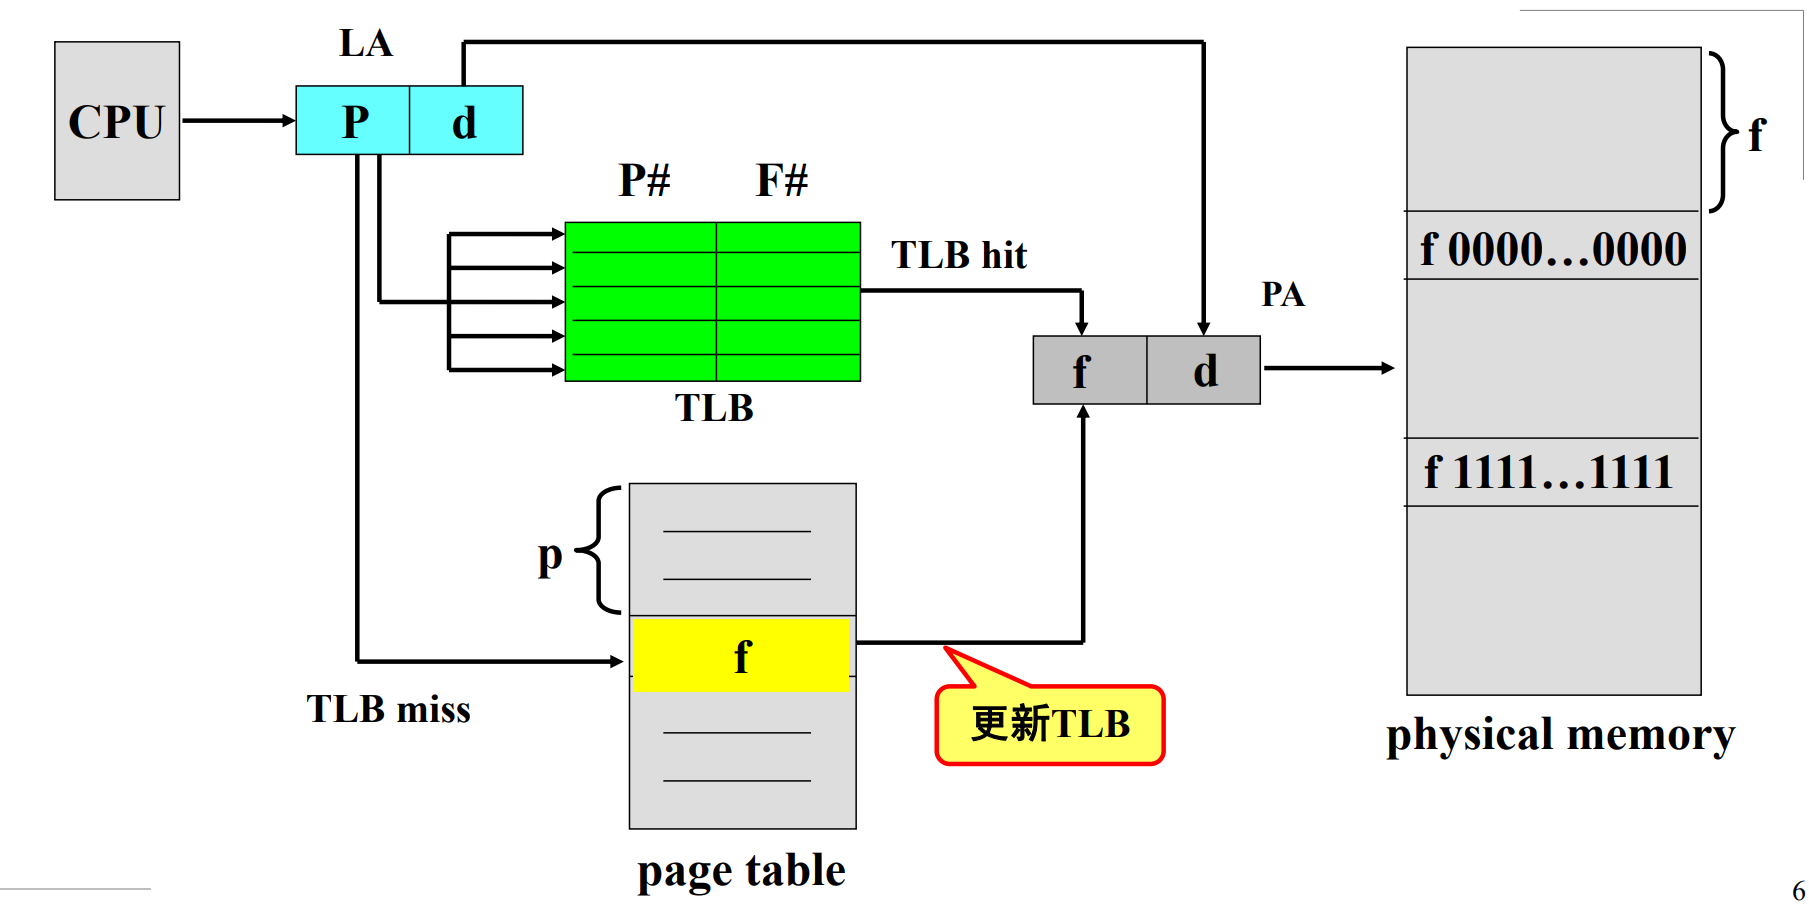 LA
CPU
P
d
P#
F#
TLB hit
TLB
PA
f
d
f
f 0000…0000
f 1111…1111
physical memory
p
f
TLB miss
更新TLB
page table
6